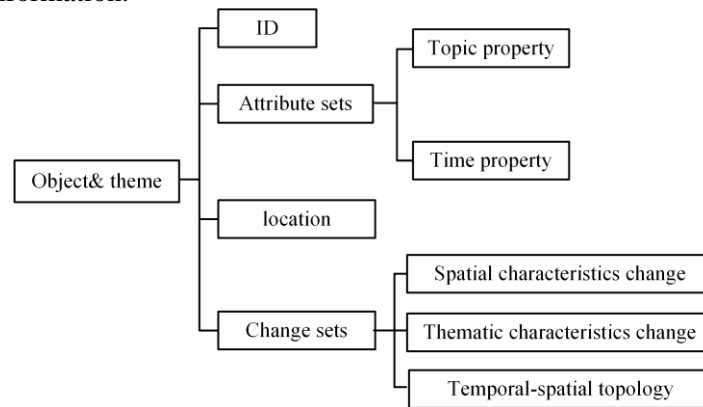 ID
Topic property
Attribute sets
Time property
Object& theme
location
Spatial characteristics change
Change sets
Thematic characteristics change
Temporal-spatial topology